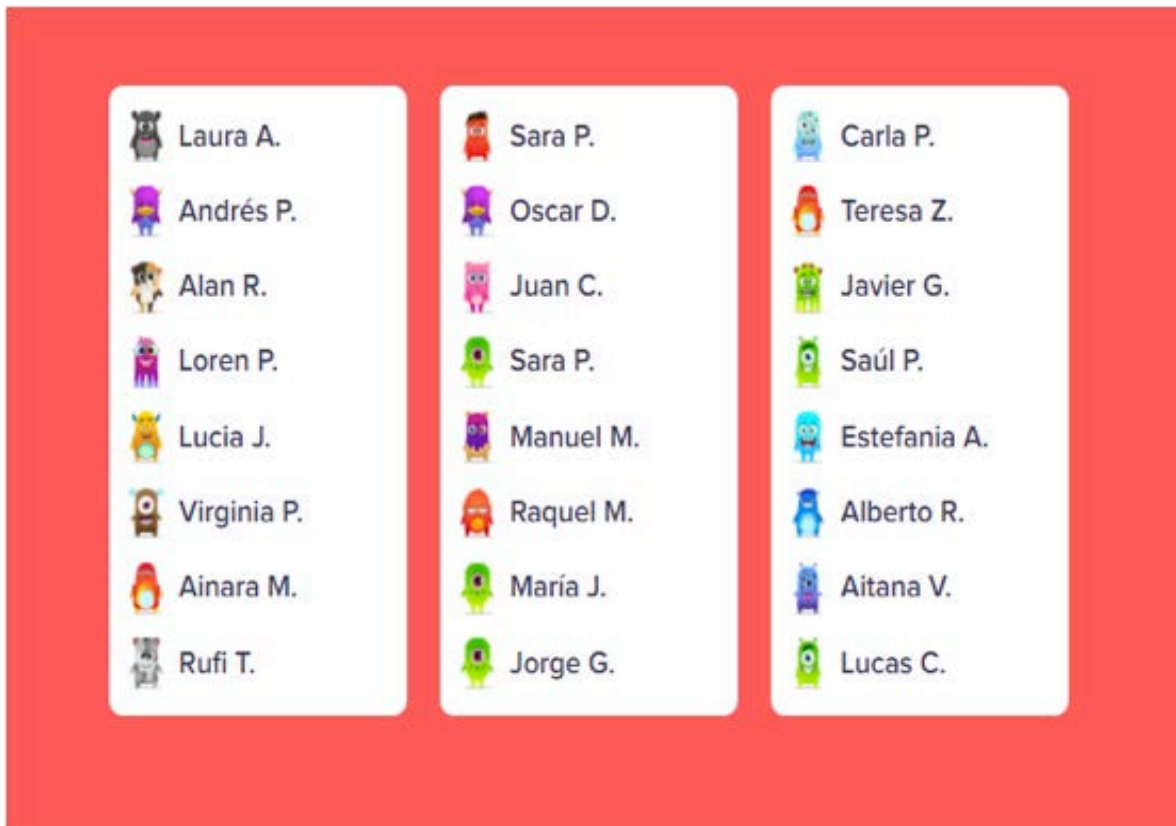 Laura A.
Andrés P.
Alan R.
Loren P.
Lucia J.
Virginia P.
Ainara M.
Rufi T.
Sara P.
Oscar D.
Juan C.
Sara P.
Manuel M.
Raquel M.
María J.
Jorge G.
Carla P.
Teresa Z.
Javier G.
Saúl P.
Estefania A.
Alberto R.
Aitana V.
Lucas C.